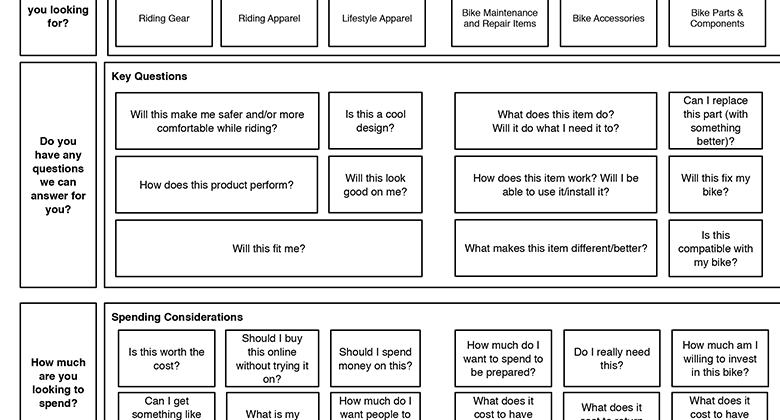 you looking
for?
Riding Gear
Riding Apparel
Lifestyle Apparel
Bike Maintenance
and Repair Items
Bike Accessories
Bike Parts &
Components
Do you
have any
questions
we can
answer for
you?
Key Questions
Will this make me safer and/or more
comfortable while riding?
Is this a cool
design?
What does this item do?
Will it do what I need it to?
Can I replace
this part (with
something
better)?
How does this product perform?
Will this look
good on me?
How does this item work? Will I be
able to use it/install it?
Will this fix my
bike?
Will this fit me?
What makes this item different/better?
Is this
compatible with
my bike?
How much
are you
looking to
spend?
Spending Considerations
Is this worth the
cost?
Should I buy
this online
without trying it
on?
Should I spend
money on this?
How much do I
want to spend to
be prepared?
Do I really need
this?
How much am I
willing to invest
in this bike?
Can I get
something like
What is my
How much do I
want people to
What does it
cost to have
What does it
cost to return
What does it
cost to have